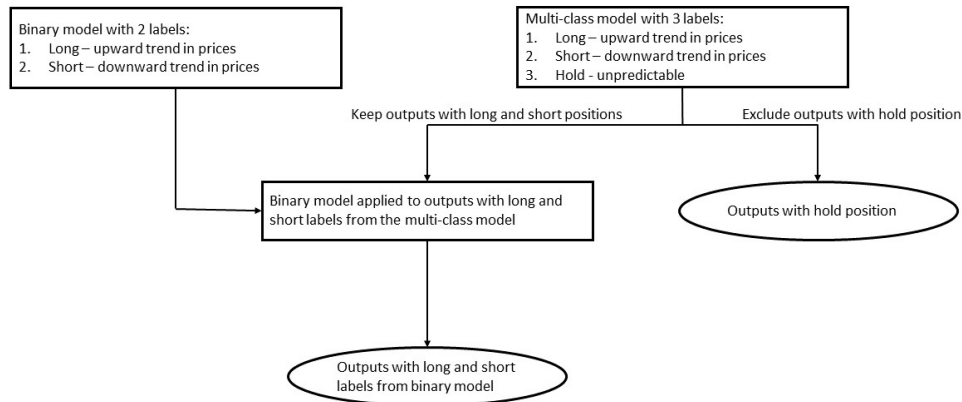 Binary model with 2 labels:
1. Long – upward trend in prices
2. Short – downward trend in prices
Multi-class model with 3 labels:
1. Long – upward trend in prices
2. Short – downward trend in prices
3. Hold - unpredictable
Keep outputs with long and short positions
Exclude outputs with hold position
Binary model applied to outputs with long and
short labels from the multi-class model
Outputs with hold position
Outputs with long and short
labels from binary model